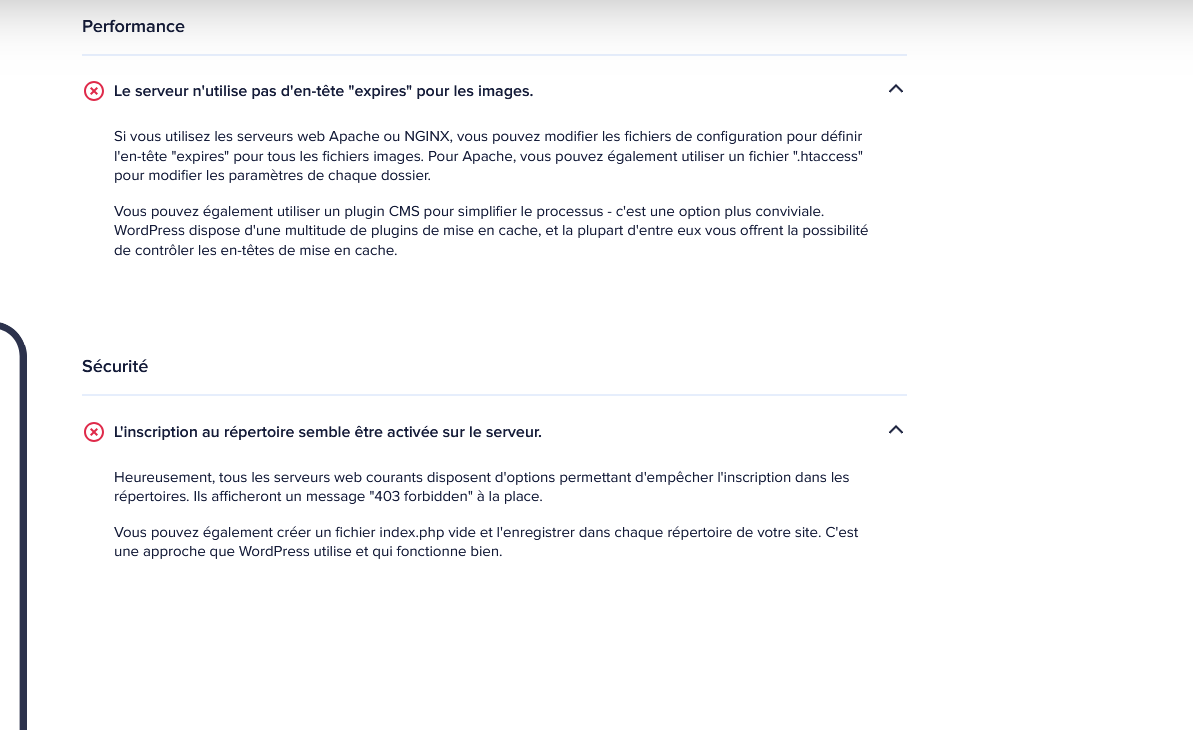 Performance
Le serveur n'utilise pas d'en-tête "expires" pour les images.
Si vous utilisez les serveurs web Apache ou NGINX, vous pouvez modifier les fichiers de configuration pour définir
l'en-tête "expires" pour tous les fichiers images. Pour Apache, vous pouvez également utiliser un fichier ".htaccess"
pour modifier les paramètres de chaque dossier.
Vous pouvez également utiliser un plugin CMS pour simplifier le processus - c'est une option plus conviviale.
WordPress dispose d'une multitude de plugins de mise en cache, et la plupart d'entre eux vous offrent la possibilité
de contrôler les en-têtes de mise en cache.
Sécurité
L'inscription au répertoire semble être activée sur le serveur.
Heureusement, tous les serveurs web courants disposent d'options permettant d'empêcher l'inscription dans les
répertoires. Ils afficheront un message "403 forbidden" à la place.
Vous pouvez également créer un fichier index.php vide et l'enregistrer dans chaque répertoire de votre site. C'est
une approche que WordPress utilise et qui fonctionne bien.